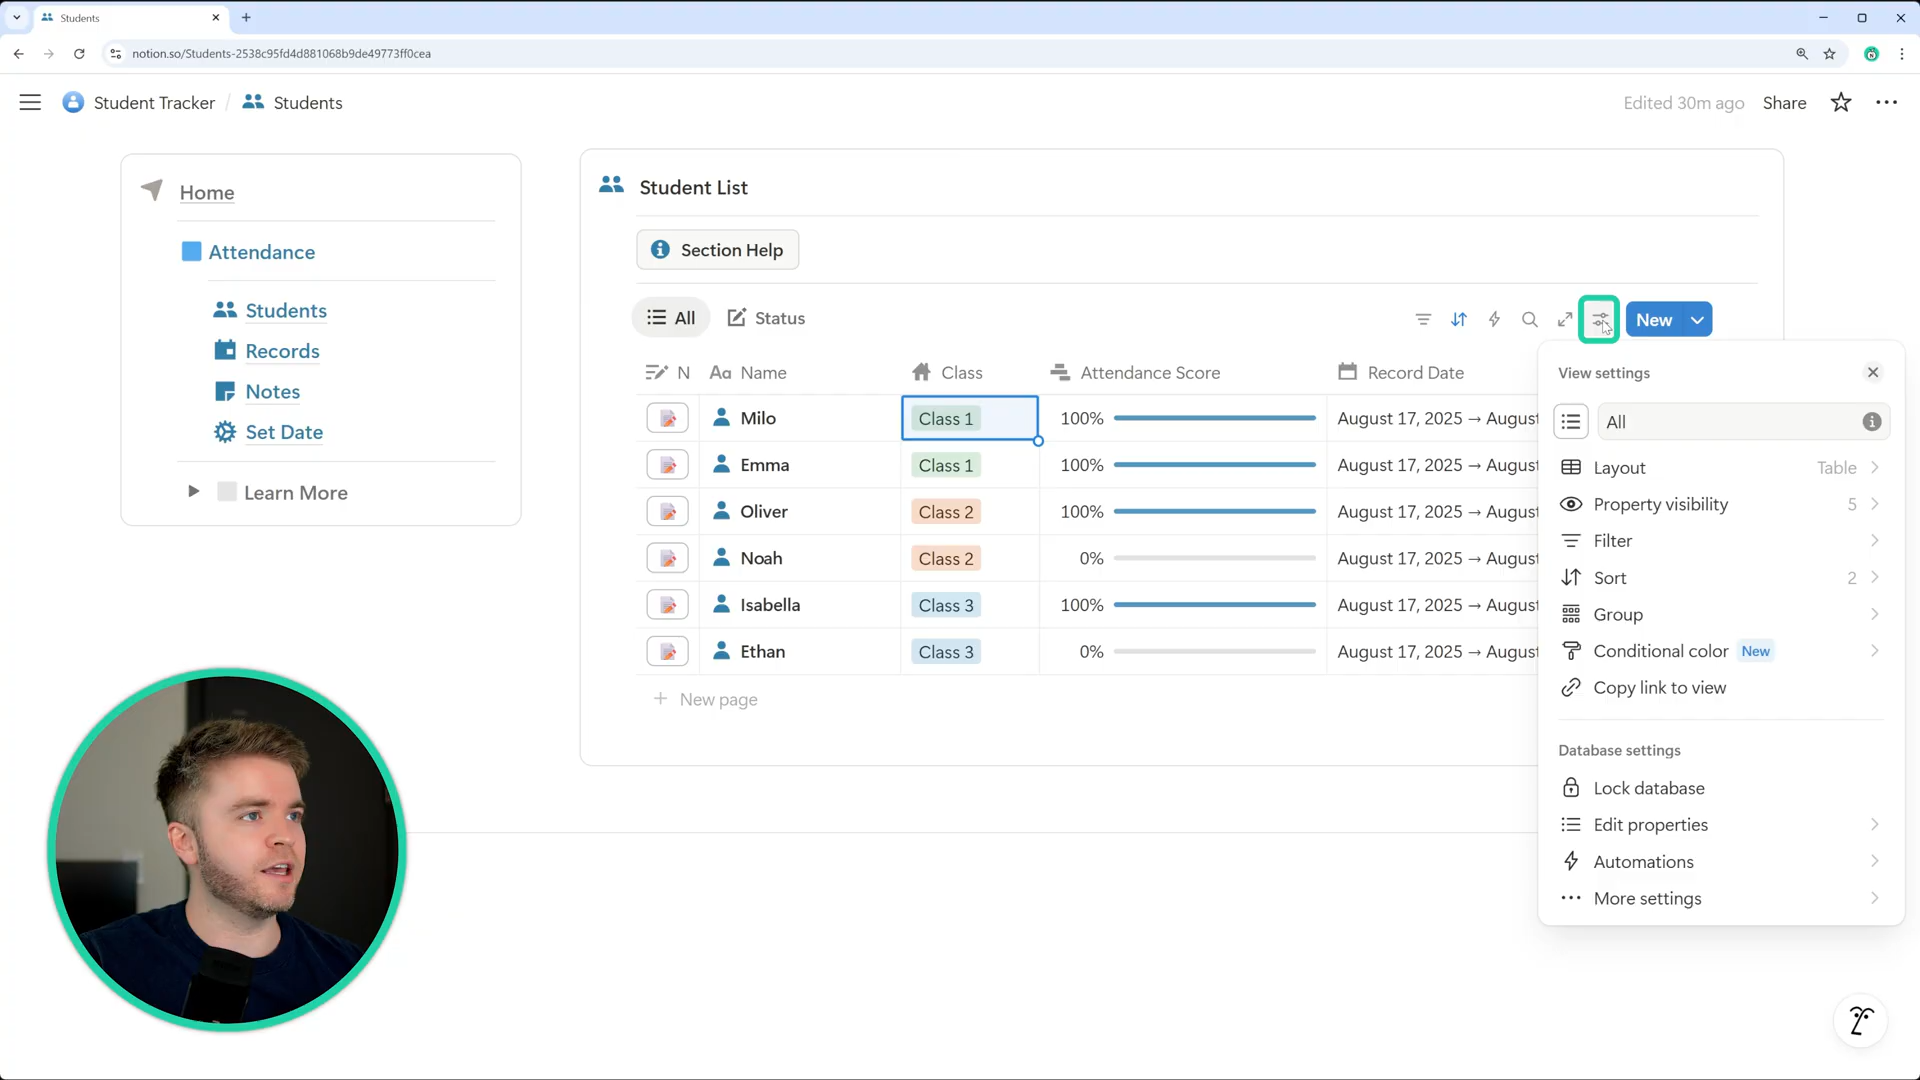 Students
notion.so/Students-2538c95fd4d881068b9de49773ff0cea
Student Tracker / Students
Edited 30m ago
Share
Home
Attendance
Students
Records
Notes
Set Date
Learn More
Student List
Section Help
All
Status
New
N
Aa Name
Class
Attendance Score
Record Date
Milo Class 1 100% August 17, 2025 → August
Emma Class 1 100% August 17, 2025 → August
Oliver Class 2 100% August 17, 2025 → August
Noah Class 2 0% August 17, 2025 → August
Isabella Class 3 100% August 17, 2025 → August
Ethan Class 3 0% August 17, 2025 → August
New page
View settings
All
Layout Table
Property visibility 5
Filter
Sort 2
Group
Conditional color New
Copy link to view
Database settings
Lock database
Edit properties
Automations
More settings